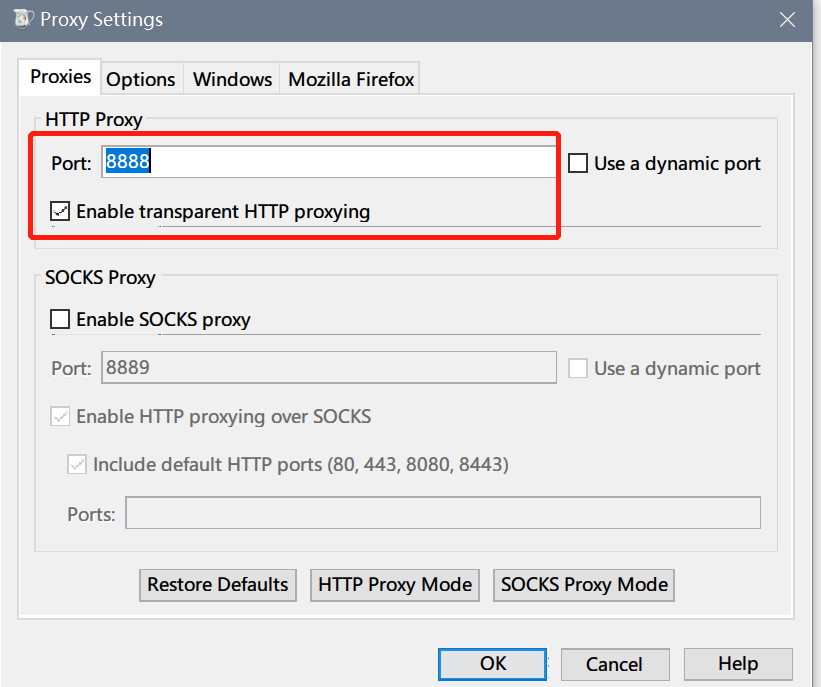 Proxy Settings
Proxies Options Windows Mozilla Firefox
HTTP Proxy
Port: 8888 Use a dynamic port
Enable transparent HTTP proxying
SOCKS Proxy
Enable SOCKS proxy
Port: 8889 Use a dynamic port
Enable HTTP proxying over SOCKS
Include default HTTP ports (80, 443, 8080, 8443)
Ports:
Restore Defaults HTTP Proxy Mode SOCKS Proxy Mode
OK Cancel Help